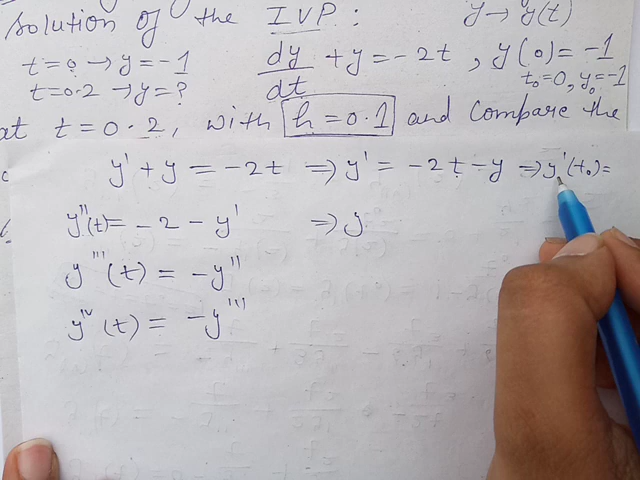 solution of the IVP: y → y(t)
t=0 → y=-1 dy/dt + y = -2t , y(0)= -1
t=0.2 → y=? t₀=0, y₀=-1
at t=0.2, with h=0.1 and compare the
y' + y = -2t ⇒ y' = -2t - y ⇒ y'(t₀)=
y''(t)= -2 - y' ⇒ y
y'''(t) = -y''
yⁱᵛ(t) = -y'''